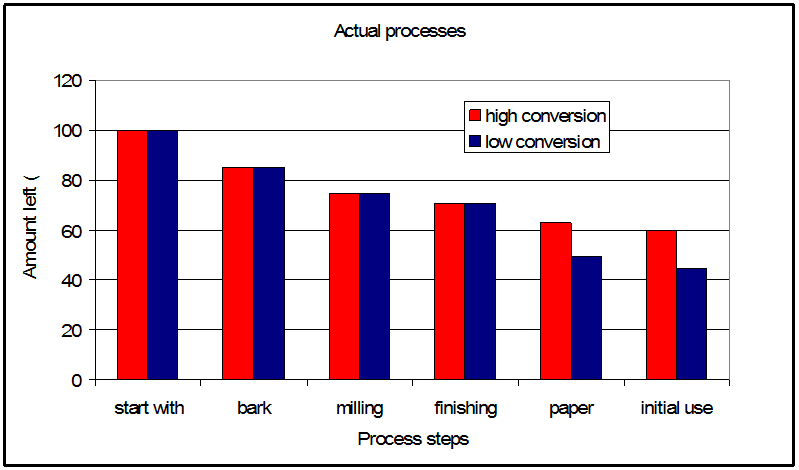 Actual processes
120
100
80
60
40
20
0
Amount left (
high conversion
low conversion
start with bark milling finishing paper initial use
Process steps